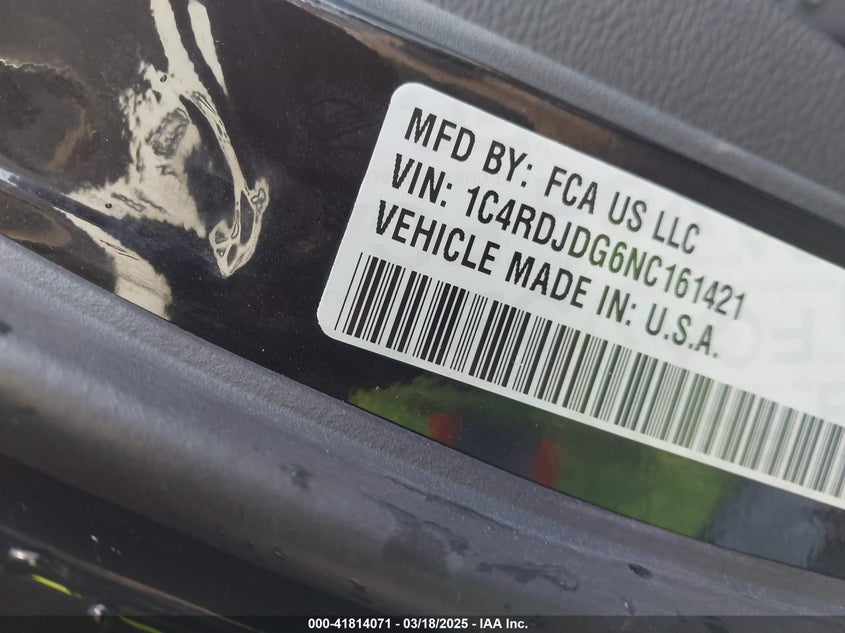 MFD BY: FCA US LLC
VIN: 1C4RDJDG6NC161421
VEHICLE MADE IN: U.S.A.
000-41814071 - 03/18/2025 - IAA Inc.